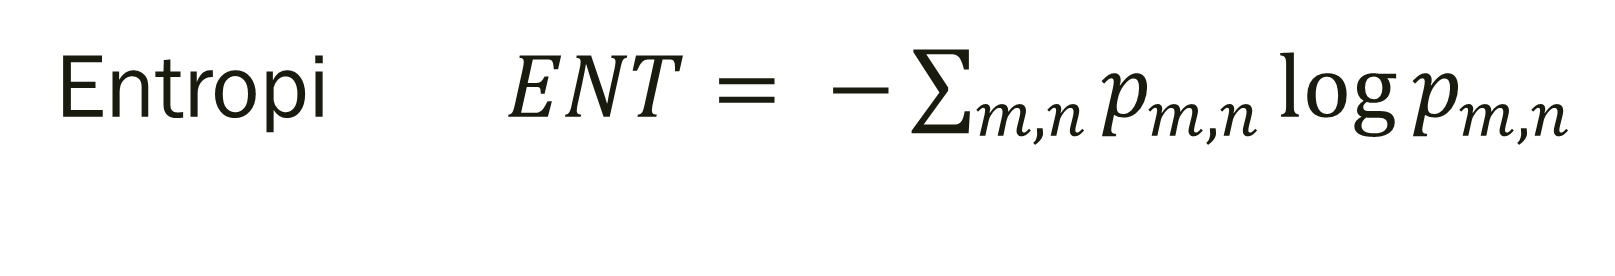 Entropi ENT = − ∑m,n pm,n log pm,n